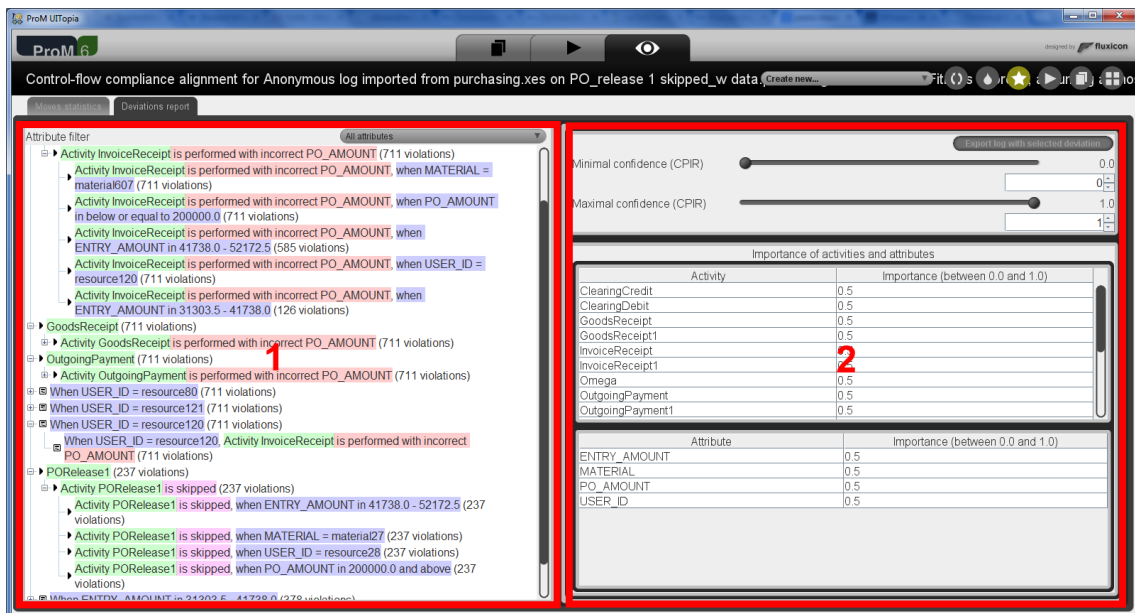 ProM UITopia
ProM 6
designed by fluxicon
Control-flow compliance alignment for Anonymous log imported from purchasing.xes on PO_release 1 skipped_w data.
Create new...
Fit.
Moves statistics
Deviations report
Attribute filter
All attributes
Activity InvoiceReceipt is performed with incorrect PO_AMOUNT (711 violations)
Activity InvoiceReceipt is performed with incorrect PO_AMOUNT, when MATERIAL =
material607 (711 violations)
Activity InvoiceReceipt is performed with incorrect PO_AMOUNT, when PO_AMOUNT
in below or equal to 200000.0 (711 violations)
Activity InvoiceReceipt is performed with incorrect PO_AMOUNT, when
ENTRY_AMOUNT in 41738.0 - 52172.5 (585 violations)
Activity InvoiceReceipt is performed with incorrect PO_AMOUNT, when USER_ID =
resource120 (711 violations)
Activity InvoiceReceipt is performed with incorrect PO_AMOUNT, when
ENTRY_AMOUNT in 31303.5 - 41738.0 (126 violations)
GoodsReceipt (711 violations)
Activity GoodsReceipt is performed with incorrect PO_AMOUNT (711 violations)
1
OutgoingPayment (711 violations)
Activity OutgoingPayment is performed with incorrect PO_AMOUNT (711 violations)
When USER_ID = resource80 (711 violations)
When USER_ID = resource121 (711 violations)
When USER_ID = resource120 (711 violations)
When USER_ID = resource120, Activity InvoiceReceipt is performed with incorrect
PO_AMOUNT (711 violations)
PORelease1 (237 violations)
Activity PORelease1 is skipped (237 violations)
Activity PORelease1 is skipped, when ENTRY_AMOUNT in 41738.0 - 52172.5 (237
violations)
Activity PORelease1 is skipped, when MATERIAL = material27 (237 violations)
Activity PORelease1 is skipped, when USER_ID = resource28 (237 violations)
Activity PORelease1 is skipped, when PO_AMOUNT in 200000.0 and above (237
violations)
When ENTRY_AMOUNT in 31303.5 - 41738.0 (378 violations)
Export log with selected deviation
Minimal confidence (CPIR) 0.0
0
Maximal confidence (CPIR) 1.0
1
Importance of activities and attributes
Activity Importance (between 0.0 and 1.0)
ClearingCredit 0.5
ClearingDebit 0.5
GoodsReceipt 0.5
GoodsReceipt1 0.5
InvoiceReceipt
2
InvoiceReceipt1
Omega 0.5
OutgoingPayment 0.5
OutgoingPayment1 0.5
Attribute Importance (between 0.0 and 1.0)
ENTRY_AMOUNT 0.5
MATERIAL 0.5
PO_AMOUNT 0.5
USER_ID 0.5